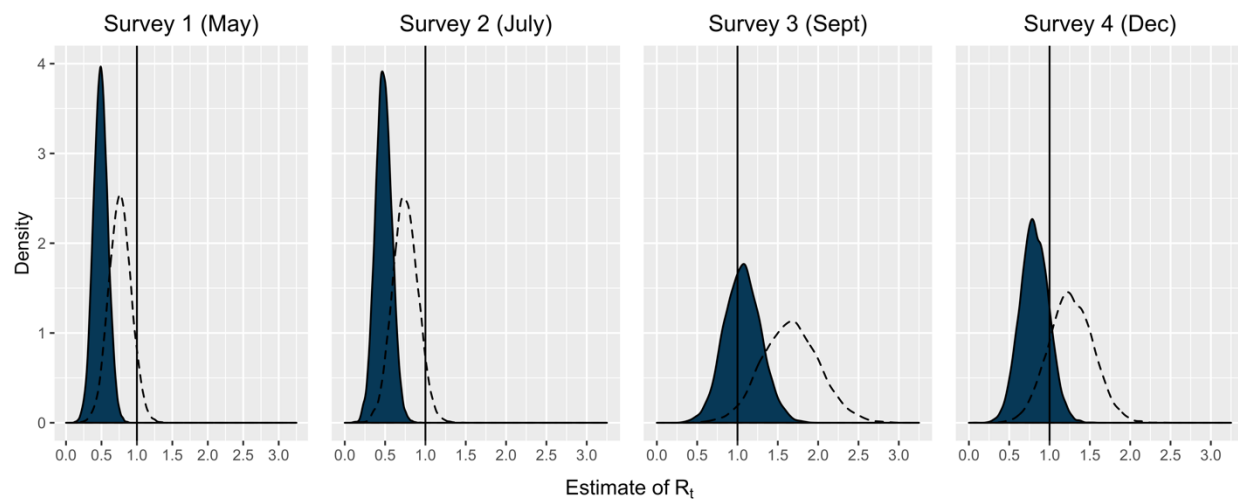 Survey 1 (May)
Survey 2 (July)
Survey 3 (Sept)
Survey 4 (Dec)
Density
4
3
2
1
0
0.0 0.5 1.0 1.5 2.0 2.5 3.0
0.0 0.5 1.0 1.5 2.0 2.5 3.0
0.0 0.5 1.0 1.5 2.0 2.5 3.0
0.0 0.5 1.0 1.5 2.0 2.5 3.0
Estimate of Rt